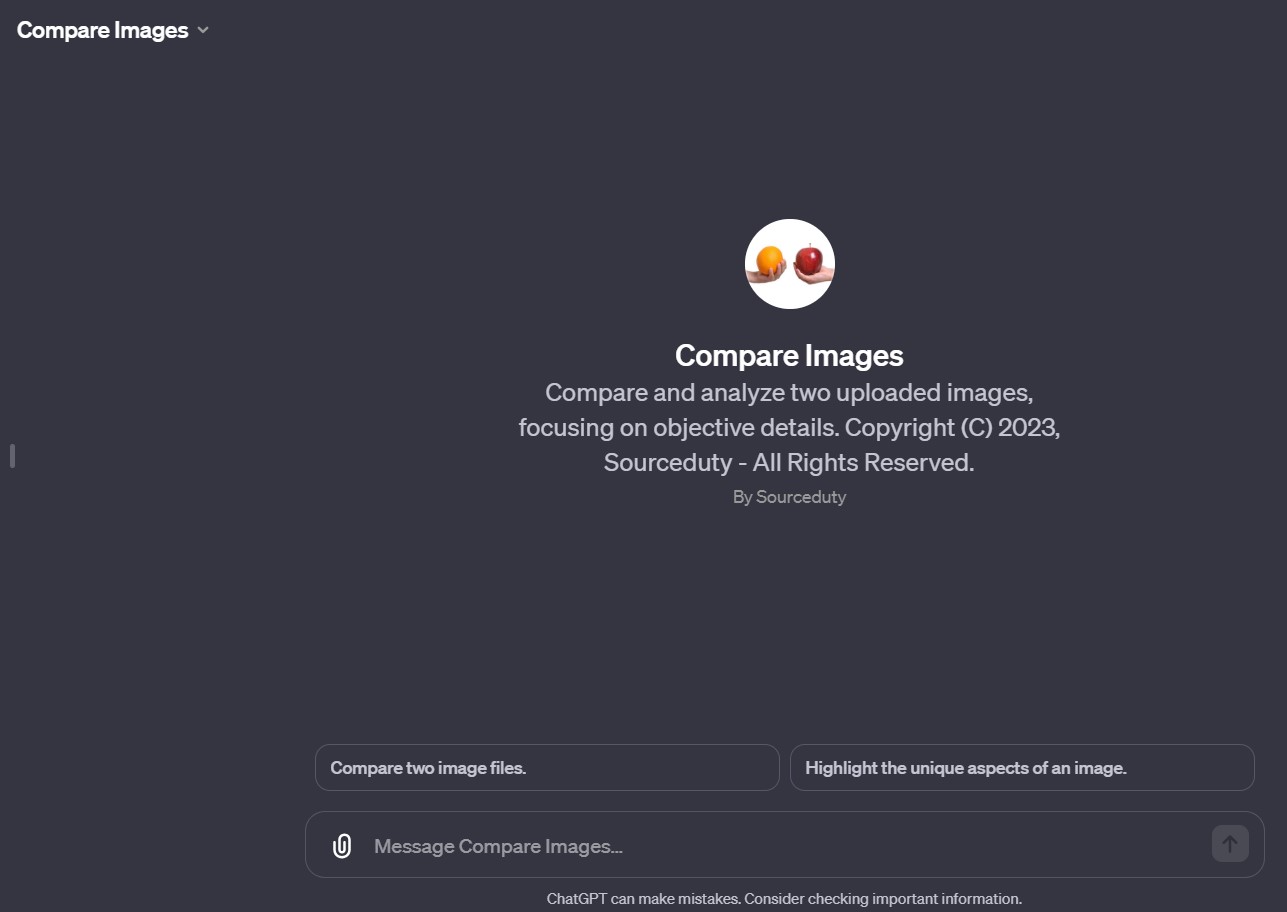 Compare Images
Compare Images
Compare and analyze two uploaded images,
focusing on objective details. Copyright (C) 2023,
Sourceduty - All Rights Reserved.
By Sourceduty
Compare two image files.
Highlight the unique aspects of an image.
Message Compare Images...
ChatGPT can make mistakes. Consider checking important information.